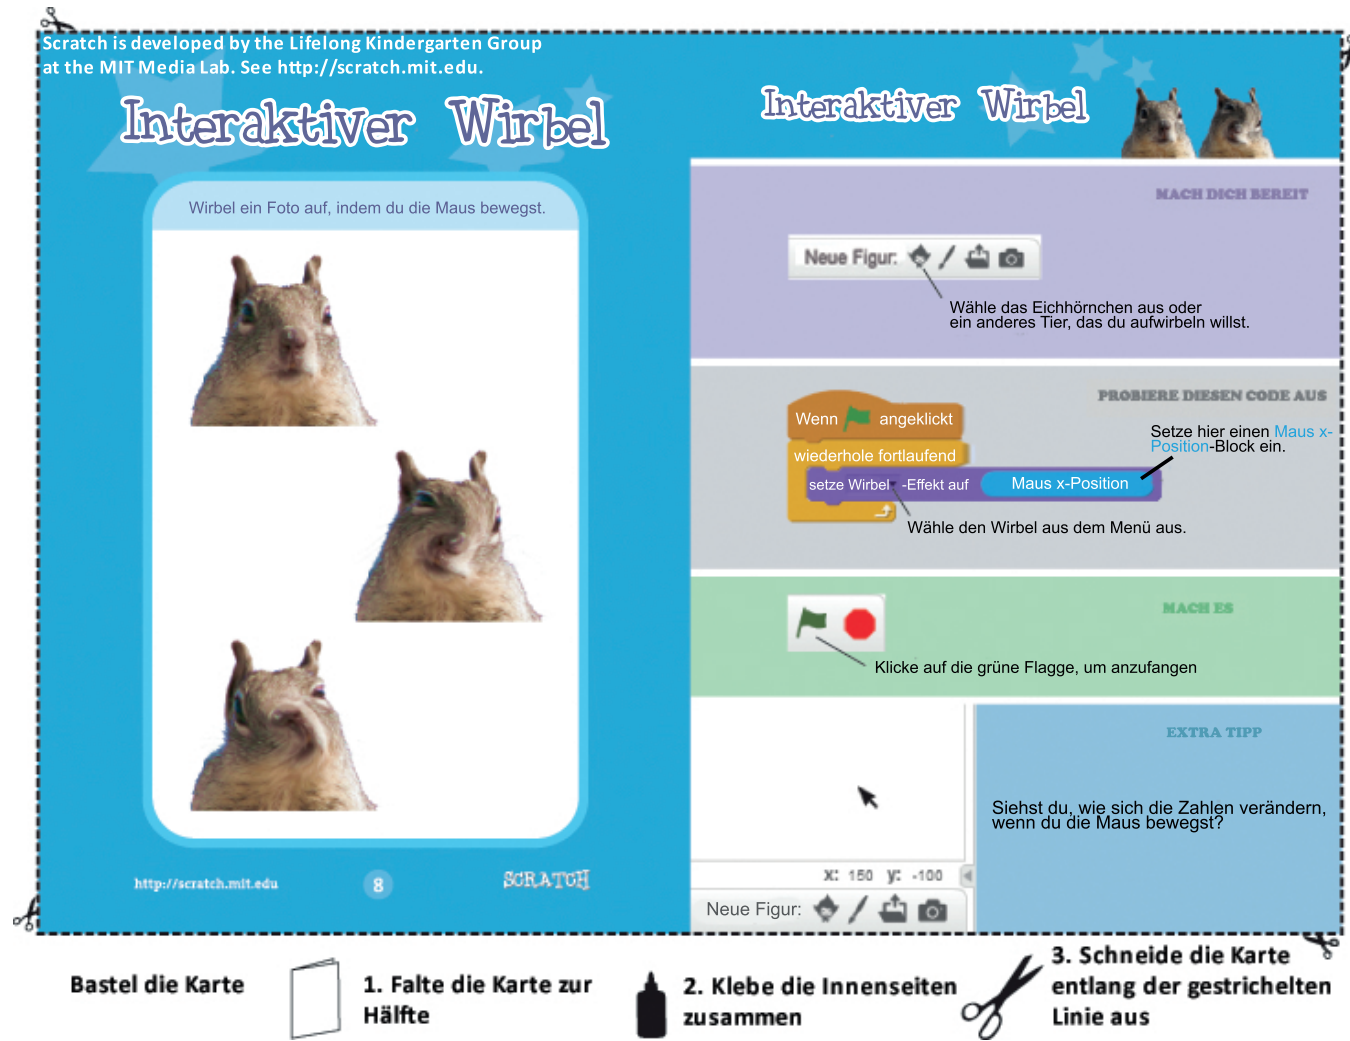 Scratch is developed by the Lifelong Kindergarten Group
at the MIT Media Lab. See http://scratch.mit.edu.
Interaktiver Wirbel
Wirbel ein Foto auf, indem du die Maus bewegst.
http://scratch.mit.edu
8
SCRATCH
Interaktiver Wirbel
MACH DICH BEREIT
Neue Figur:
Wähle das Eichhörnchen aus oder
ein anderes Tier, das du aufwirbeln willst.
PROBIERE DIESEN CODE AUS
Wenn angeklickt
wiederhole fortlaufend
setze Wirbel -Effekt auf Maus x-Position
Setze hier einen Maus x-
Position-Block ein.
Wähle den Wirbel aus dem Menü aus.
MACH ES
Klicke auf die grüne Flagge, um anzufangen
x: 150 y: -100
Neue Figur:
EXTRA TIPP
Siehst du, wie sich die Zahlen verändern,
wenn du die Maus bewegst?
Bastel die Karte
1. Falte die Karte zur
Hälfte
2. Klebe die Innenseiten
zusammen
3. Schneide die Karte
entlang der gestrichelten
Linie aus